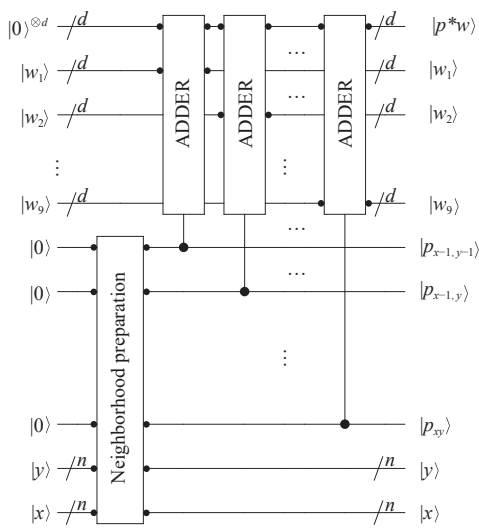 |0⟩^{⊗d} d ... d |p*w⟩
|w₁⟩ d ... d |w₁⟩
|w₂⟩ d ... d |w₂⟩
⋮ ADDER ADDER ⋮ ADDER ⋮
|w₉⟩ d d |w₉⟩
|0⟩ ... |p_{x−1, y−1}⟩
|0⟩ ... |p_{x−1, y}⟩
⋮ Neighborhood preparation ⋮ ⋮
|0⟩ |p_{xy}⟩
|y⟩ n n |y⟩
|x⟩ n n |x⟩